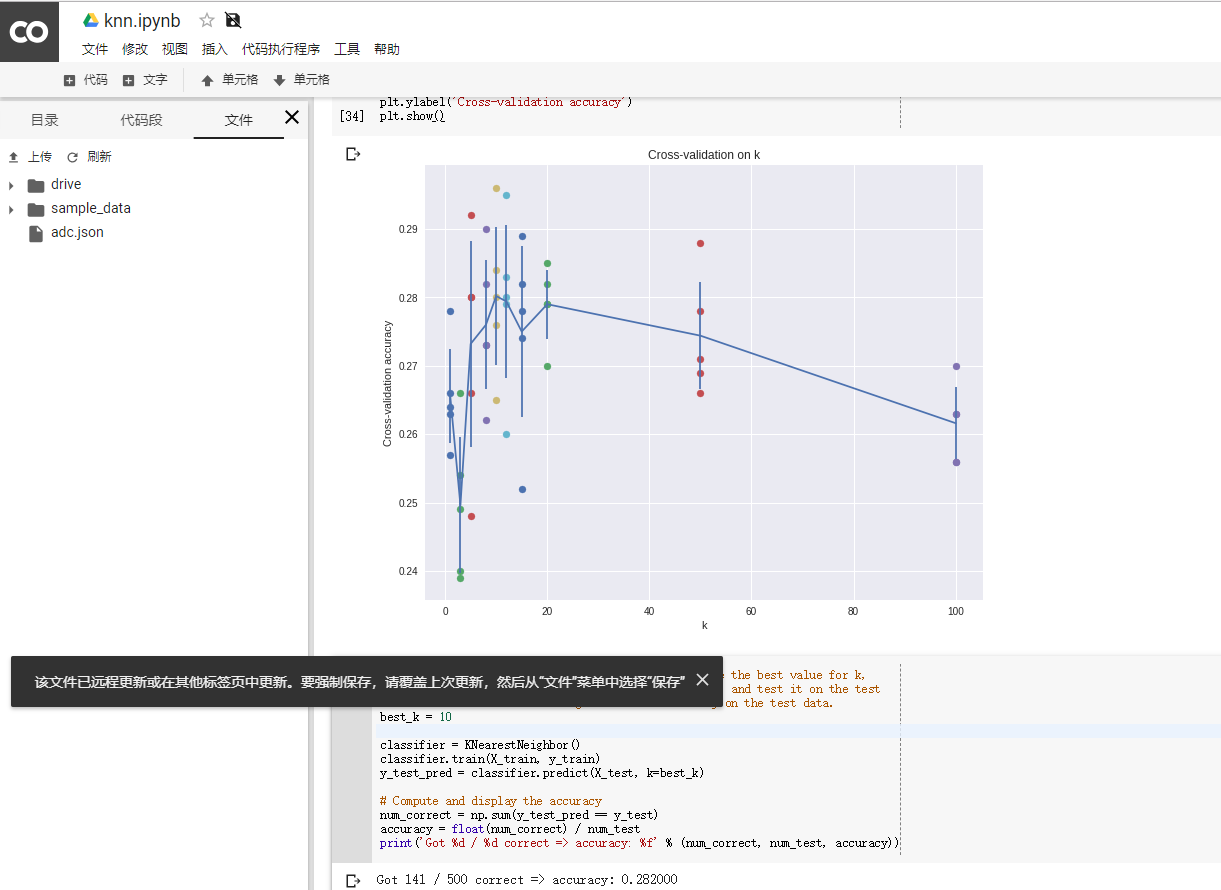 CO
knn.ipynb
文件 修改 视图 插入 代码执行程序 工具 帮助
代码 文字 单元格 单元格
目录 代码段 文件
上传 刷新
drive
sample_data
adc.json
plt.ylabel('Cross-validation accuracy')
[34] plt.show()
Cross-validation on k
0.29
0.28
0.27
0.26
0.25
0.24
Cross-validation accuracy
0 20 40 60 80 100
k
该文件已远程更新或在其他标签页中更新。要强制保存，请覆盖上次更新，然后从“文件”菜单中选择“保存”
the best value for k,
and test it on the test
on the test data.
best_k = 10
classifier = KNearestNeighbor()
classifier.train(X_train, y_train)
y_test_pred = classifier.predict(X_test, k=best_k)
# Compute and display the accuracy
num_correct = np.sum(y_test_pred == y_test)
accuracy = float(num_correct) / num_test
print('Got %d / %d correct => accuracy: %f' % (num_correct, num_test, accuracy))
Got 141 / 500 correct => accuracy: 0.282000